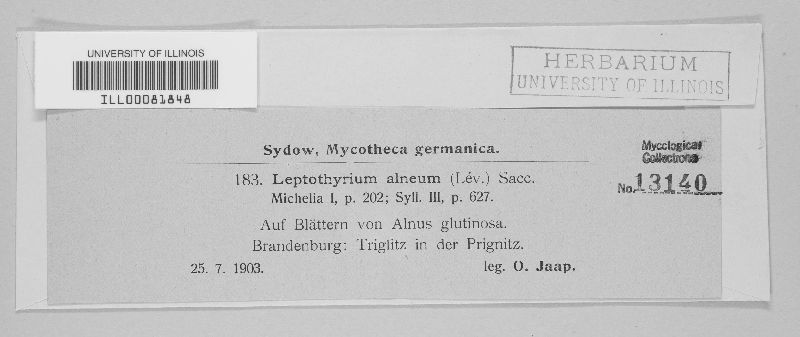 UNIVERSITY OF ILLINOIS
ILL00081848
HERBARIUM
UNIVERSITY OF ILLINOIS
Sydow, Mycotheca germanica.
Mycological
Collections
No. 13140
183. Leptothyrium alneum (Lév.) Sacc.
Michelia I, p. 202; Syll. III, p. 627.
Auf Blättern von Alnus glutinosa.
Brandenburg: Triglitz in der Prignitz.
25. 7. 1903. leg. O. Jaap.